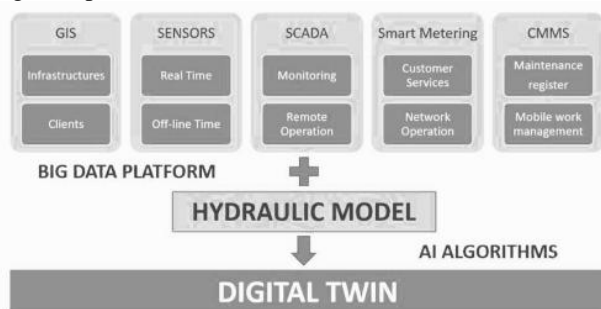 GIS
SENSORS
SCADA
Smart Metering
CMMS
Infrastructures
Real Time
Monitoring
Customer
Services
Maintenance
register
Clients
Off-line Time
Remote
Operation
Network
Operation
Mobile work
management
BIG DATA PLATFORM
HYDRAULIC MODEL
AI ALGORITHMS
DIGITAL TWIN